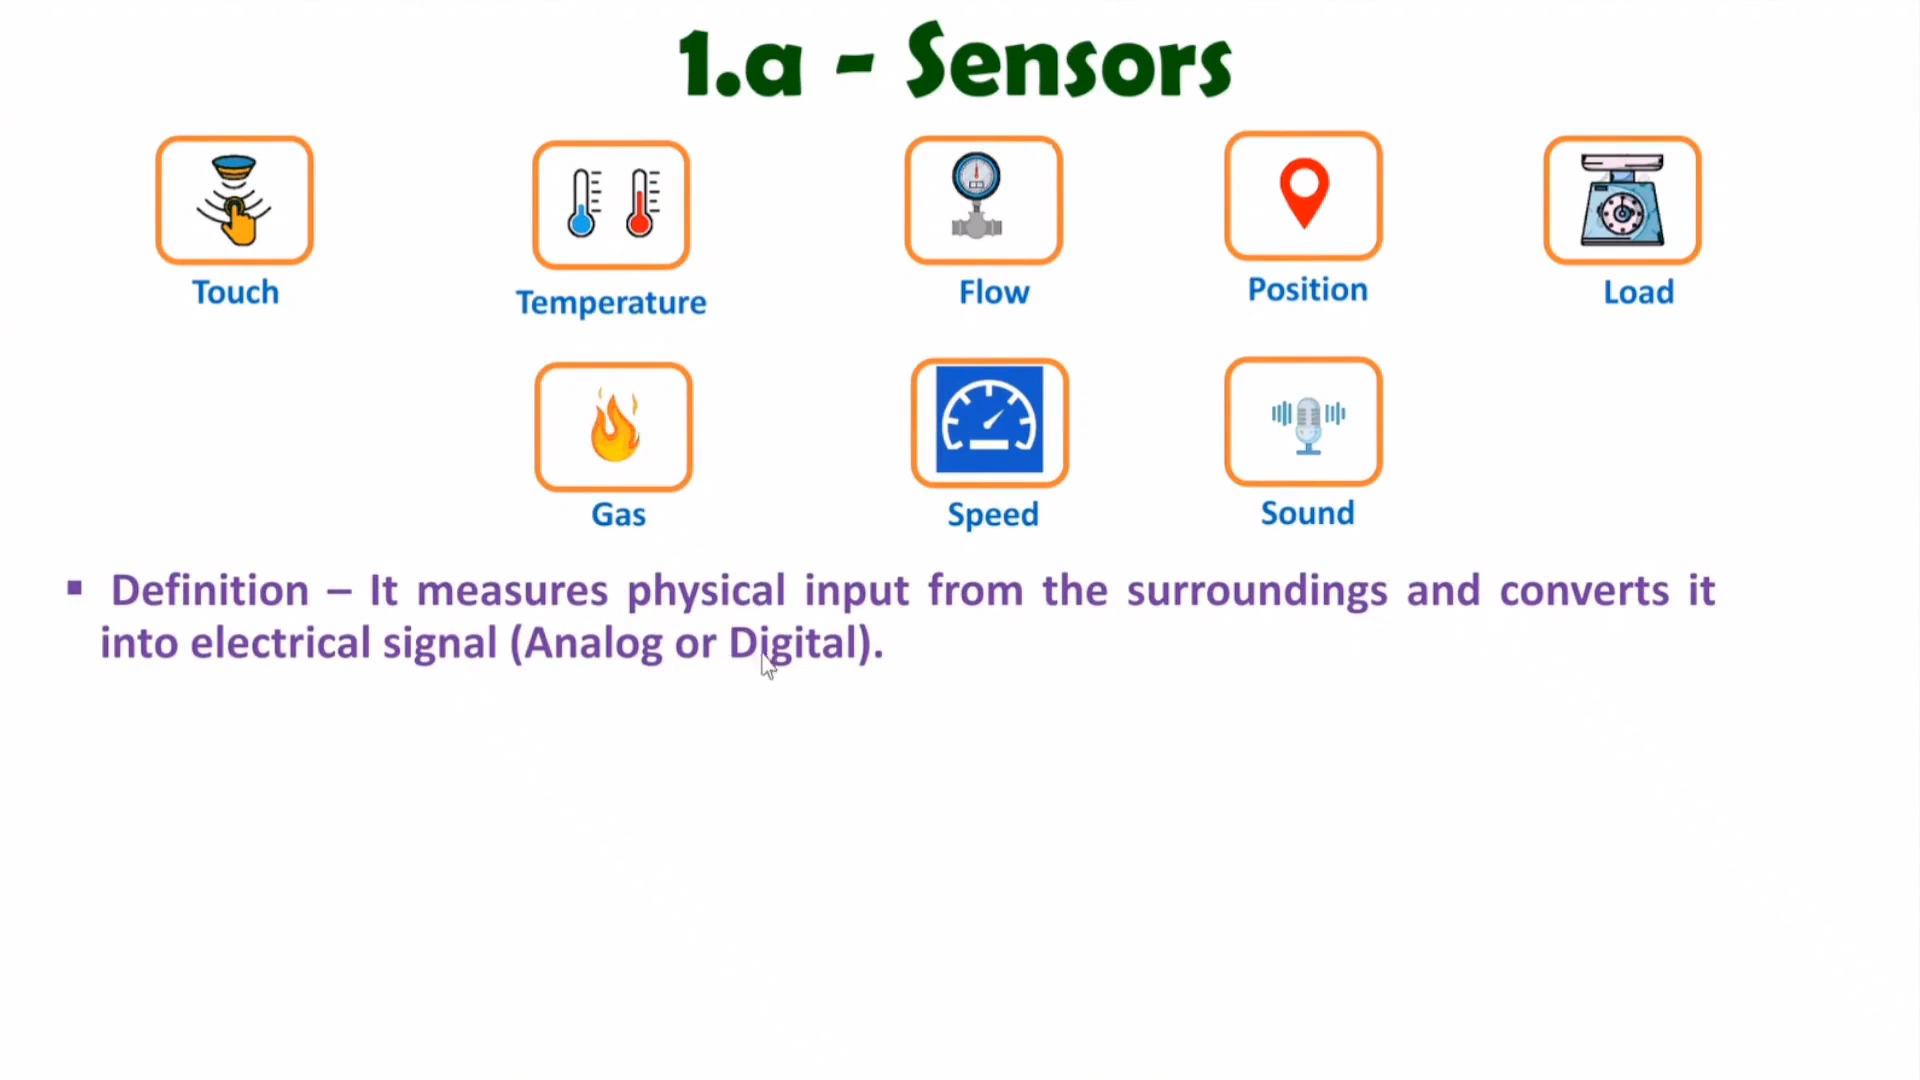 1.a - Sensors
Touch
Temperature
Flow
Position
Load
Gas
Speed
Sound
▪ Definition – It measures physical input from the surroundings and converts it
into electrical signal (Analog or Digital).